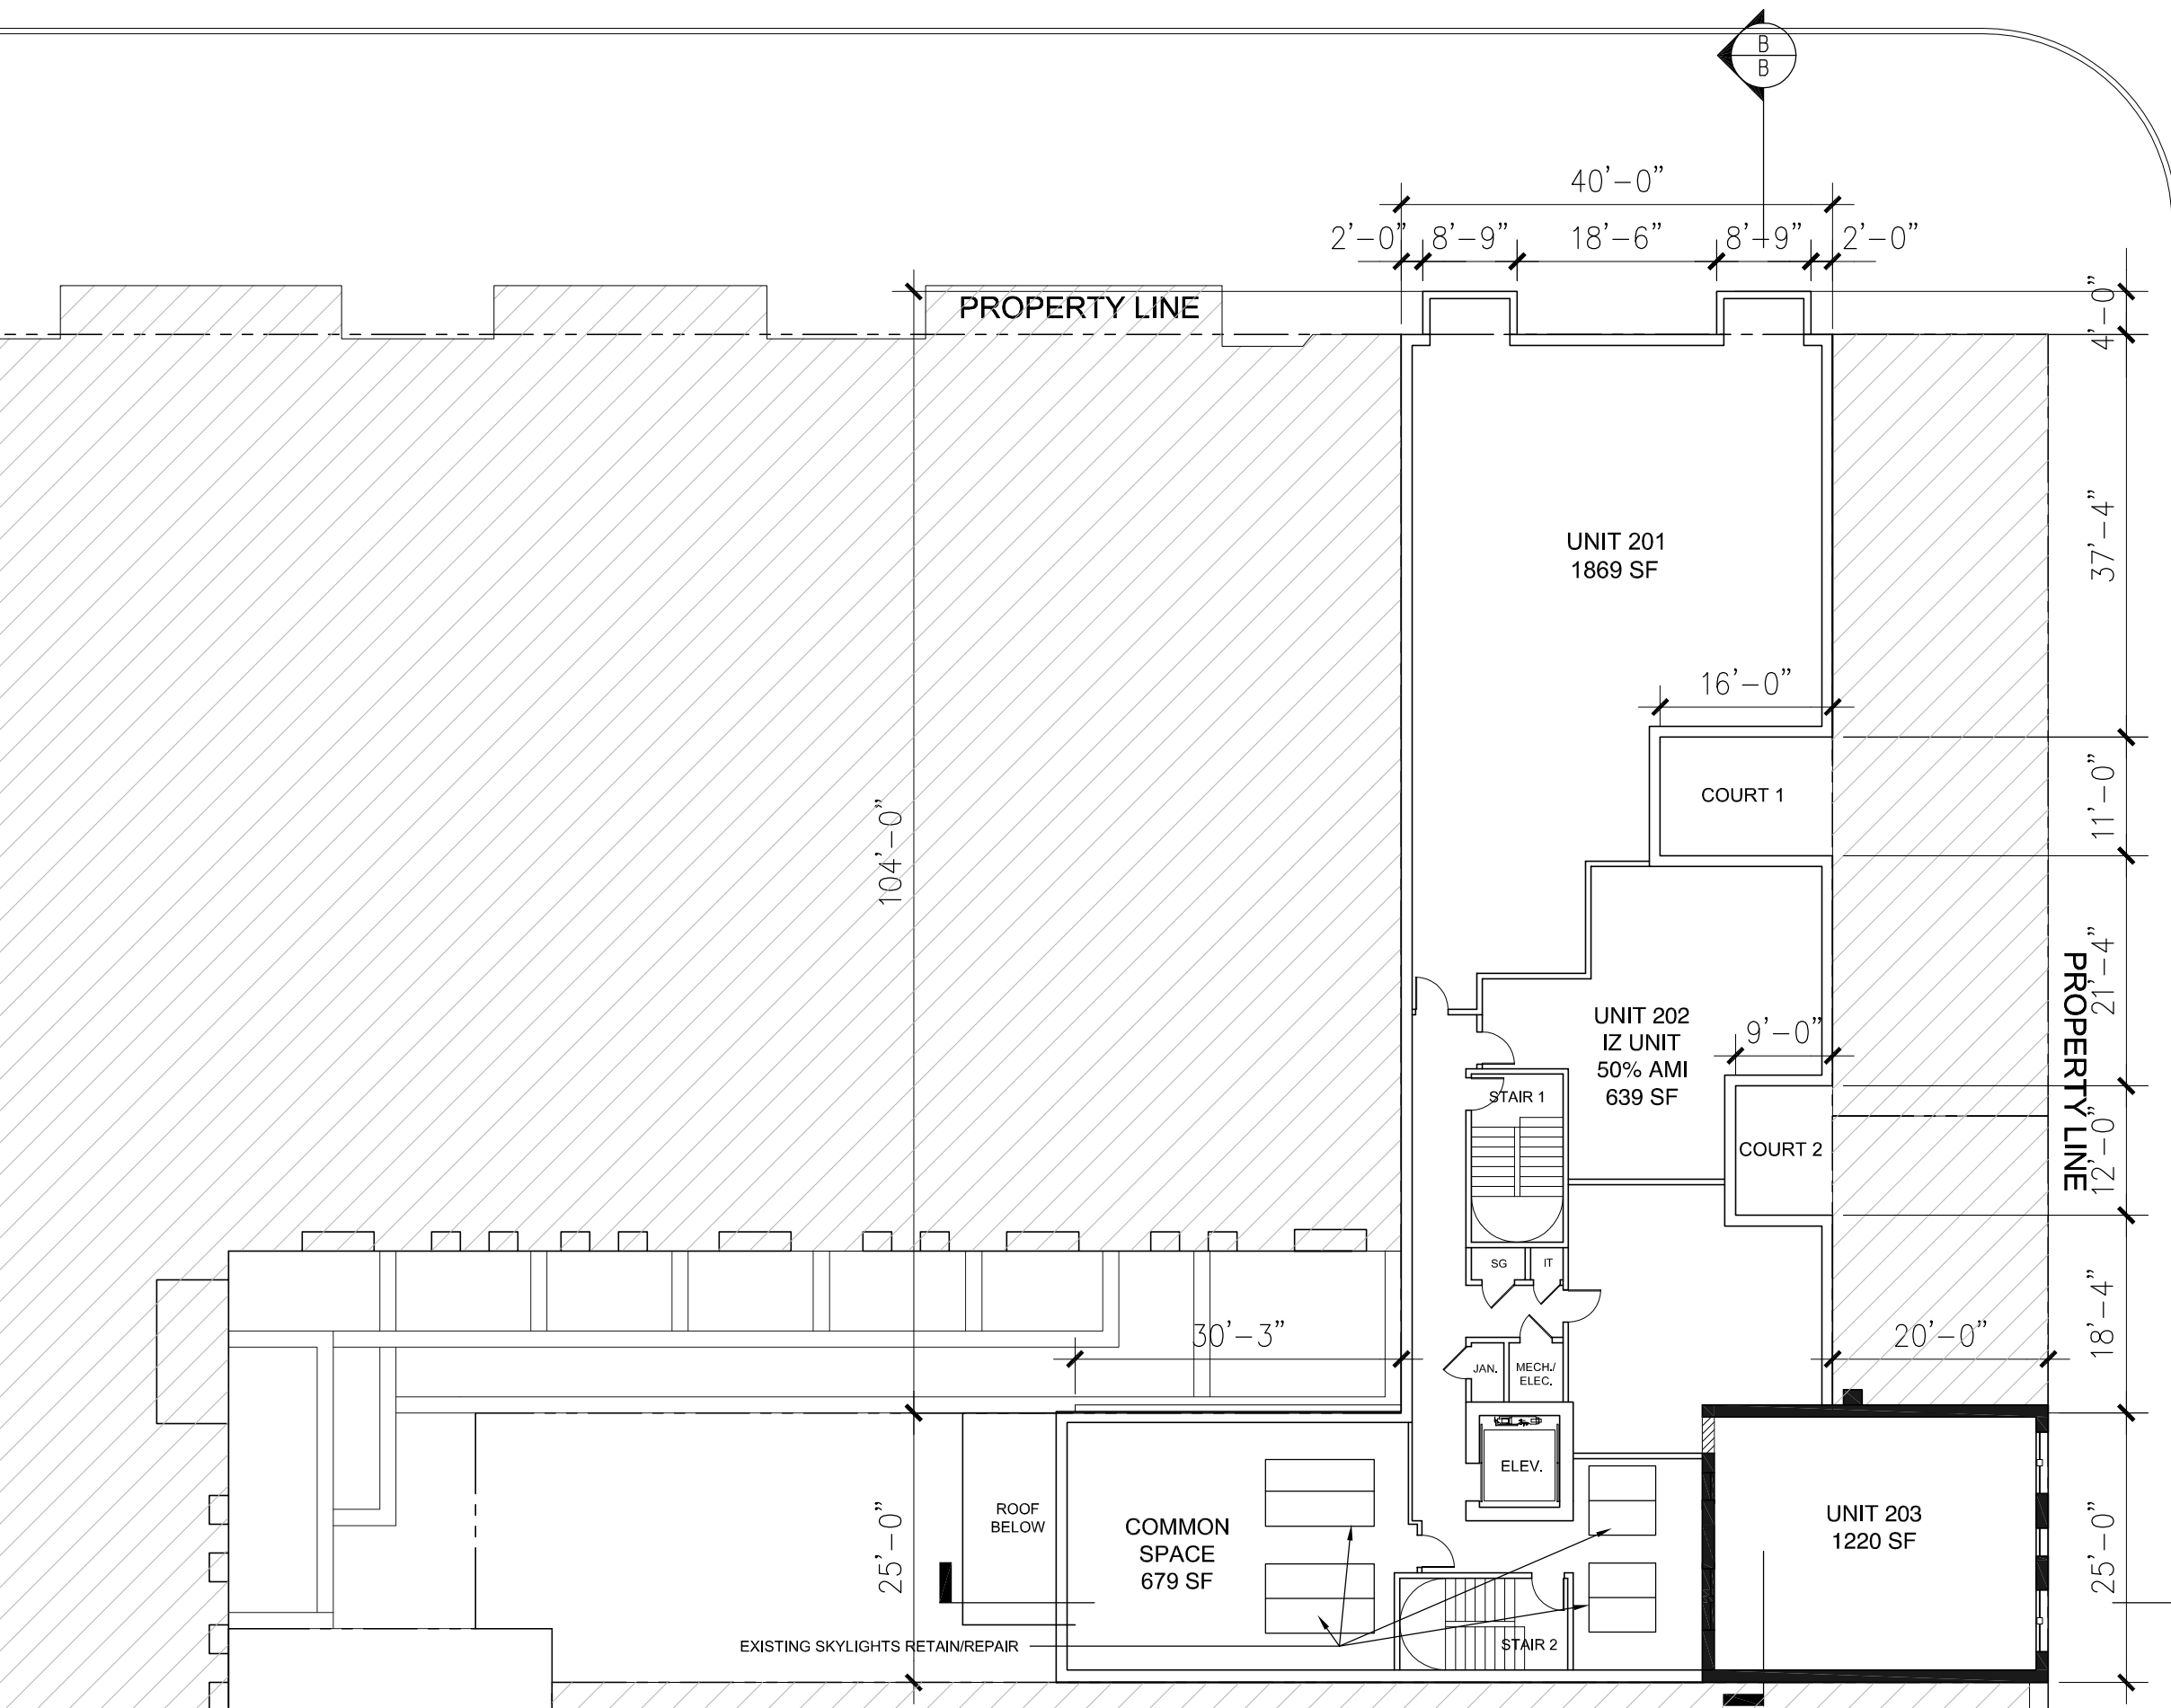 B
B
40'-0"
2'-0"
8'-9"
18'-6"
8'-9"
2'-0"
PROPERTY LINE
4'-0"
UNIT 201
1869 SF
37'-4"
16'-0"
COURT 1
11'-0"
104'-0"
21'-4"
PROPERTY LINE
UNIT 202
IZ UNIT
50% AMI
639 SF
9'-0"
STAIR 1
COURT 2
12'-0"
SG
IT
30'-3"
20'-0"
18'-4"
JAN.
MECH./
ELEC.
ELEV.
ROOF
BELOW
COMMON
SPACE
679 SF
UNIT 203
1220 SF
25'-0"
25'-0"
EXISTING SKYLIGHTS RETAIN/REPAIR
STAIR 2